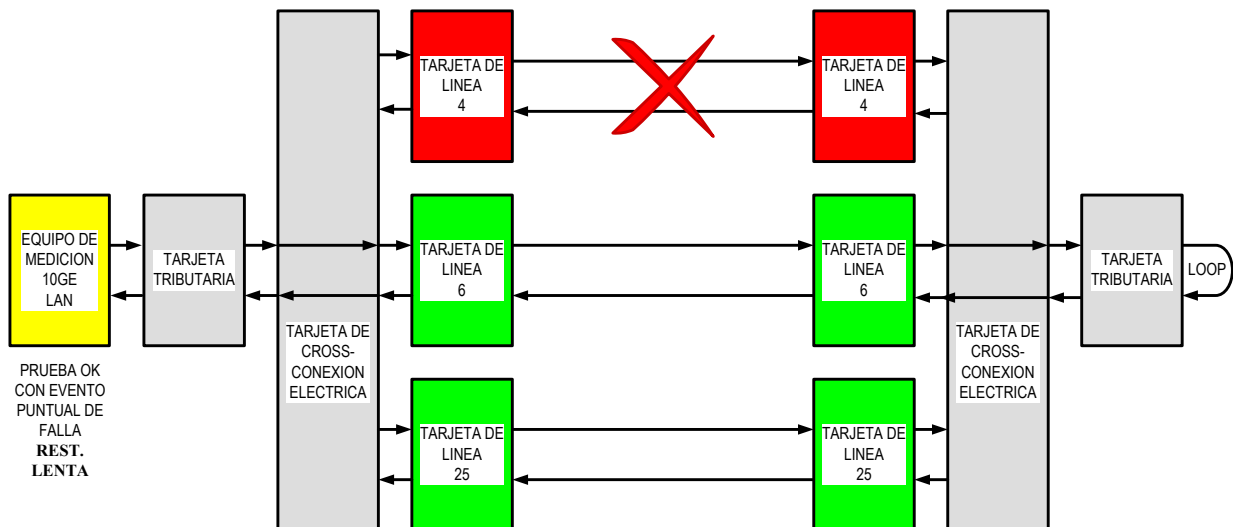 TARJETA DE
LINEA
4
TARJETA DE
LINEA
4
EQUIPO DE
MEDICION
10GE
LAN
TARJETA
TRIBUTARIA
TARJETA DE
LINEA
6
TARJETA DE
LINEA
6
TARJETA
TRIBUTARIA
LOOP
TARJETA DE
CROSS-
CONEXION
ELECTRICA
TARJETA DE
CROSS-
CONEXION
ELECTRICA
PRUEBA OK
CON EVENTO
PUNTUAL DE
FALLA
REST.
LENTA
TARJETA DE
LINEA
25
TARJETA DE
LINEA
25